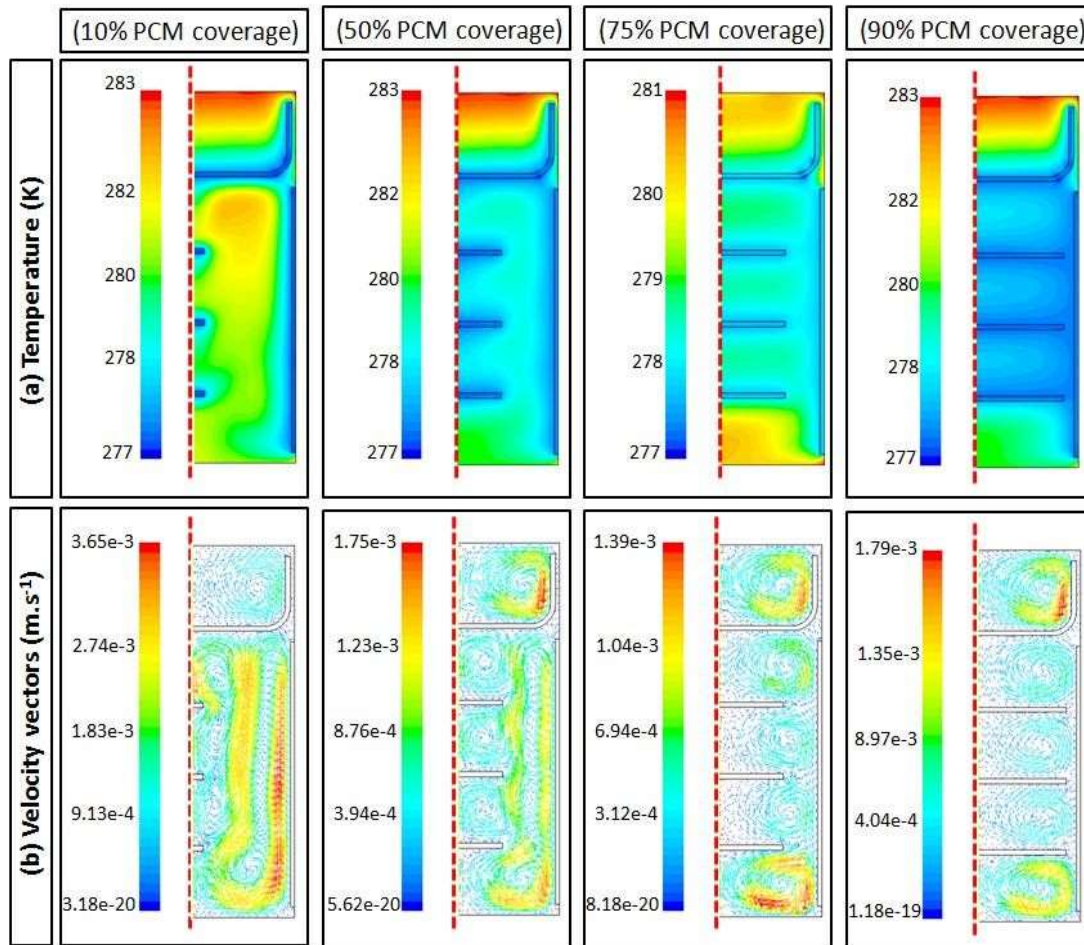 (10% PCM coverage)
(50% PCM coverage)
(75% PCM coverage)
(90% PCM coverage)
(a) Temperature (K)
283
282
280
278
277
283
282
280
278
277
281
280
279
278
277
283
282
280
278
277
(b) Velocity vectors (m.s⁻¹)
3.65e-3
2.74e-3
1.83e-3
9.13e-4
3.18e-20
1.75e-3
1.23e-3
8.76e-4
3.94e-4
5.62e-20
1.39e-3
1.04e-3
6.94e-4
3.12e-4
8.18e-20
1.79e-3
1.35e-3
8.97e-3
4.04e-4
1.18e-19